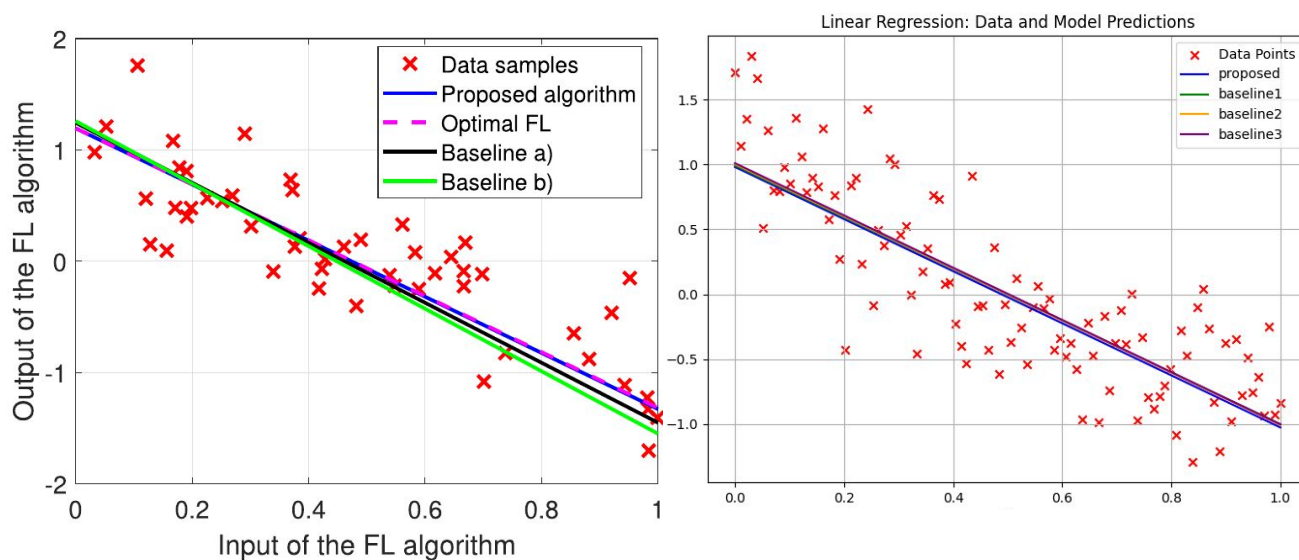 2
1
0
-1
-2
Output of the FL algorithm
Data samples
Proposed algorithm
Optimal FL
Baseline a)
Baseline b)
0 0.2 0.4 0.6 0.8 1
Input of the FL algorithm
Linear Regression: Data and Model Predictions
Data Points
proposed
baseline1
baseline2
baseline3
1.5
1.0
0.5
0.0
−0.5
−1.0
0.0 0.2 0.4 0.6 0.8 1.0